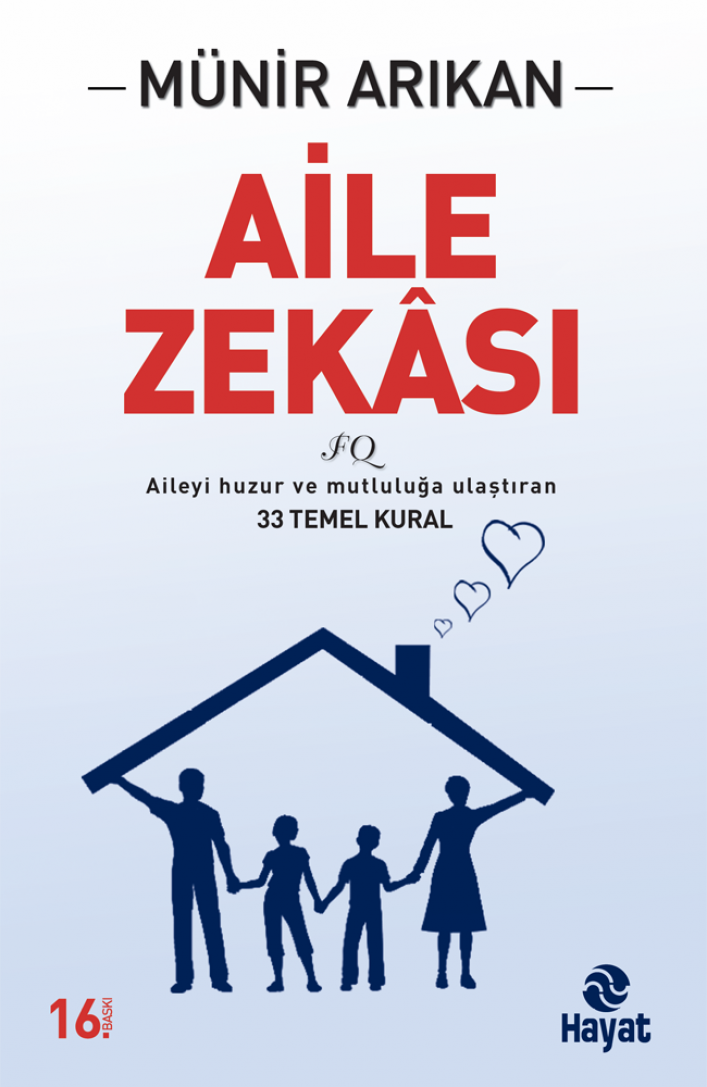 MÜNİR ARIKAN
AİLE
ZEKÂSI
FQ
Aileyi huzur ve mutluluğa ulaştıran
33 TEMEL KURAL
16. BASKI
Hayat